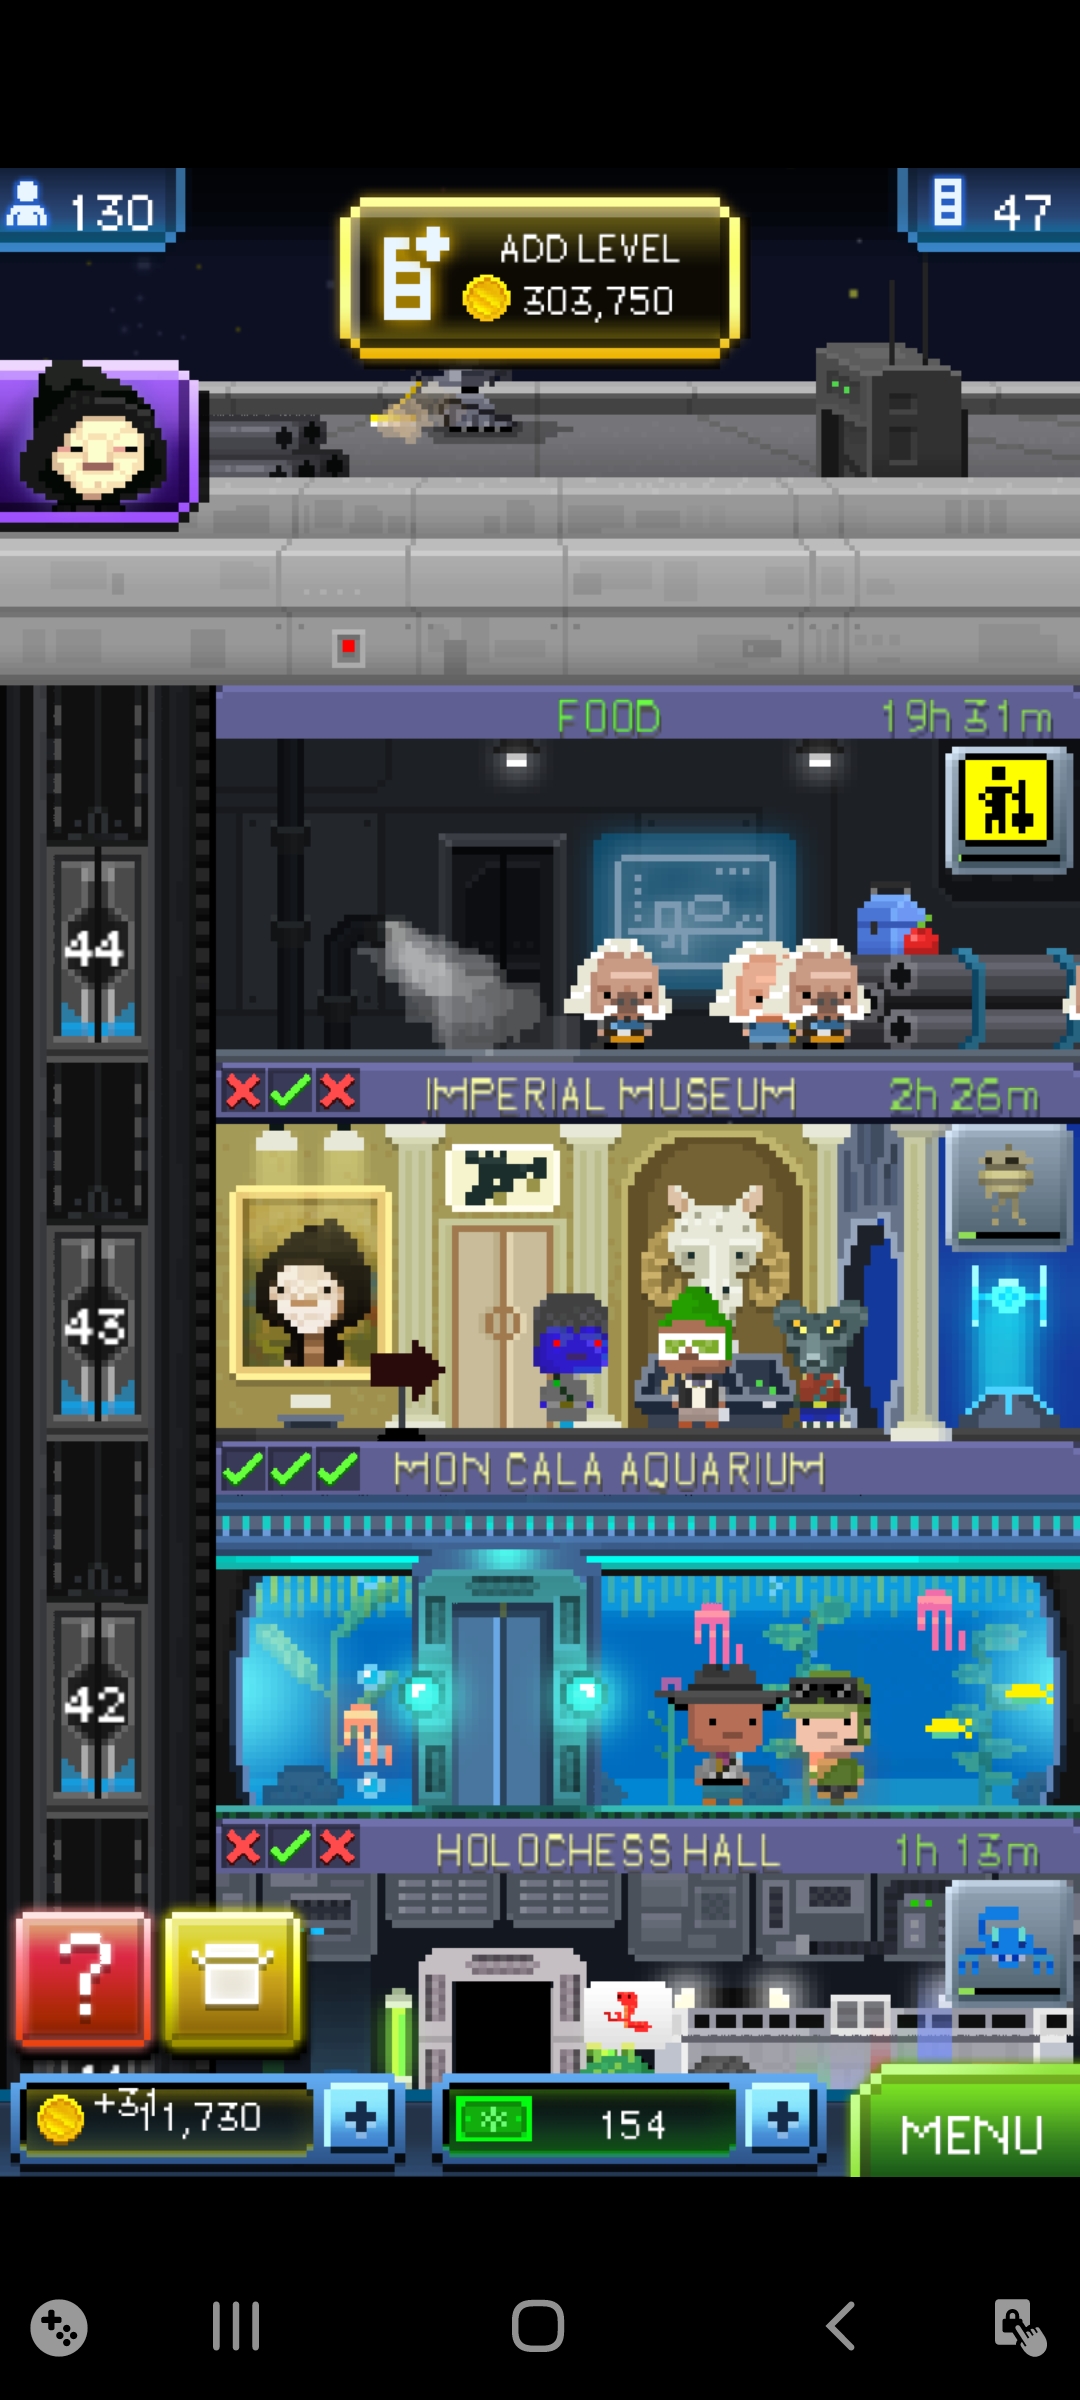 130
ADD LEVEL
303,750
47
FOOD
19h 31m
44
IMPERIAL MUSEUM
2h 26m
43
MON CALA AQUARIUM
42
HOLOCHESS HALL
1h 13m
?
154
MENU